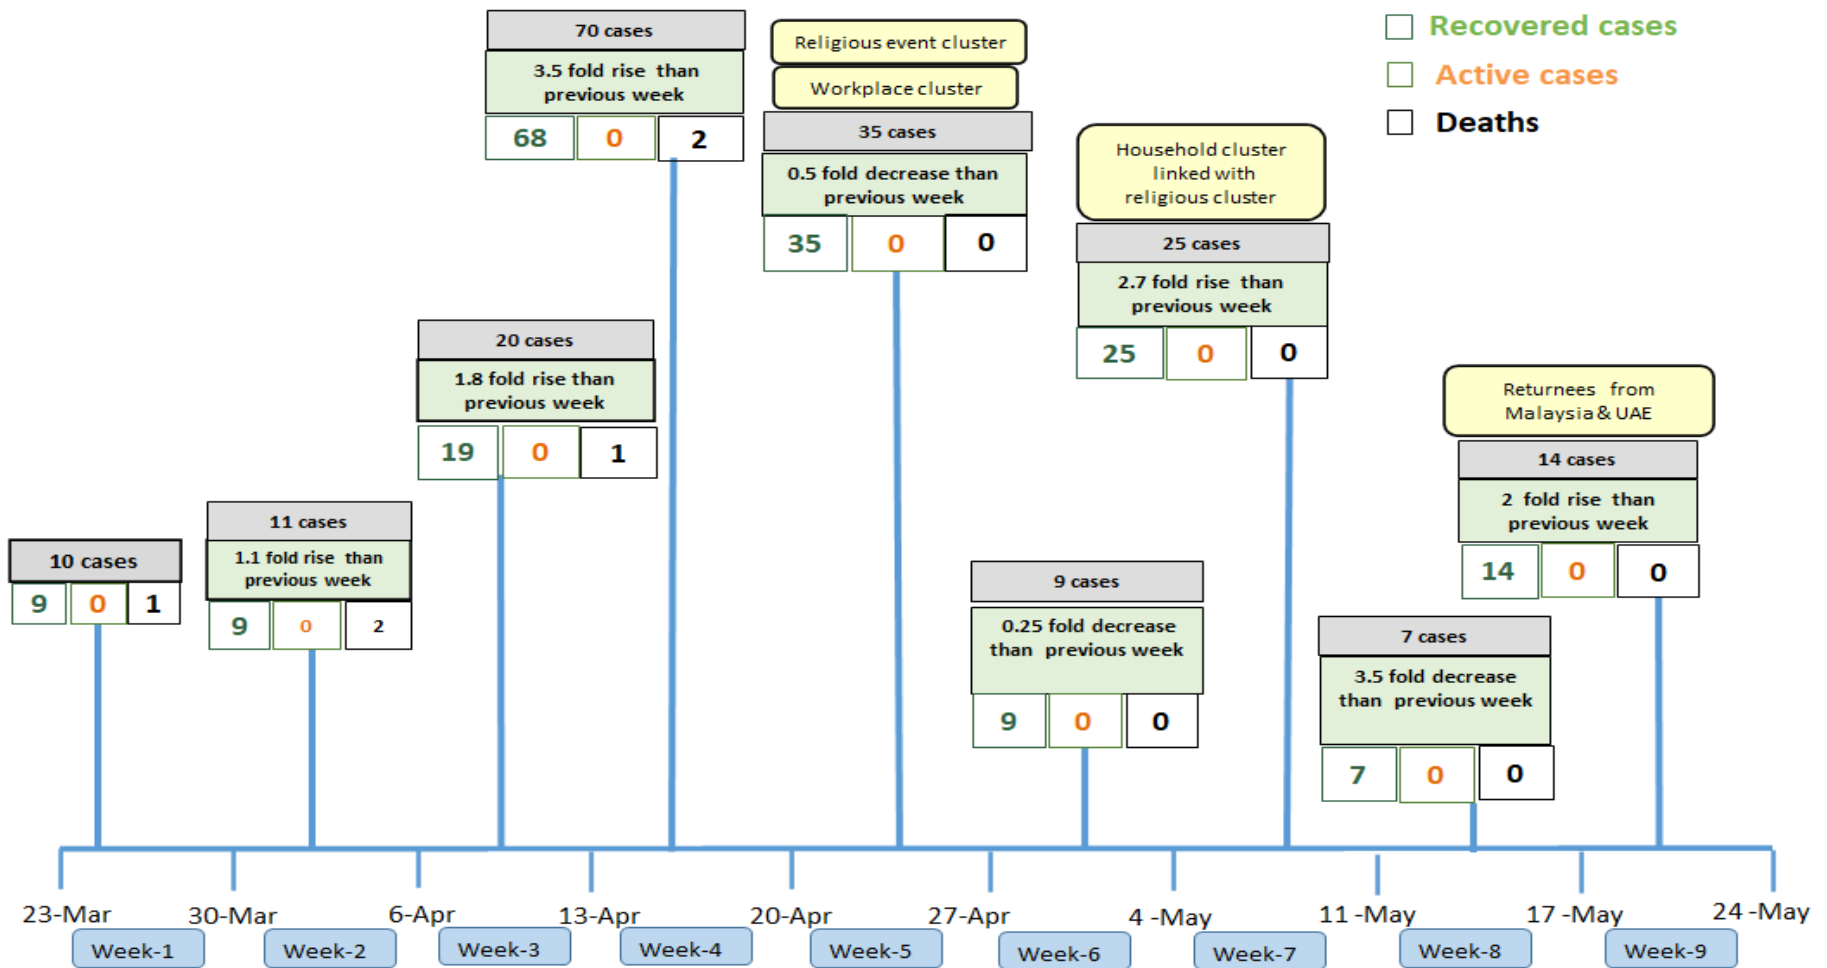 Recovered cases
Active cases
Deaths
10 cases
9 0 1
11 cases
1.1 fold rise than
previous week
9 0 2
20 cases
1.8 fold rise than
previous week
19 0 1
70 cases
3.5 fold rise than
previous week
68 0 2
Religious event cluster
Workplace cluster
35 cases
0.5 fold decrease than
previous week
35 0 0
9 cases
0.25 fold decrease
than previous week
9 0 0
Household cluster
linked with
religious cluster
25 cases
2.7 fold rise than
previous week
25 0 0
7 cases
3.5 fold decrease
than previous week
7 0 0
Returnees from
Malaysia & UAE
14 cases
2 fold rise than
previous week
14 0 0
23-Mar 30-Mar 6-Apr 13-Apr 20-Apr 27-Apr 4 -May 11 -May 17 -May 24 -May
Week-1 Week-2 Week-3 Week-4 Week-5 Week-6 Week-7 Week-8 Week-9